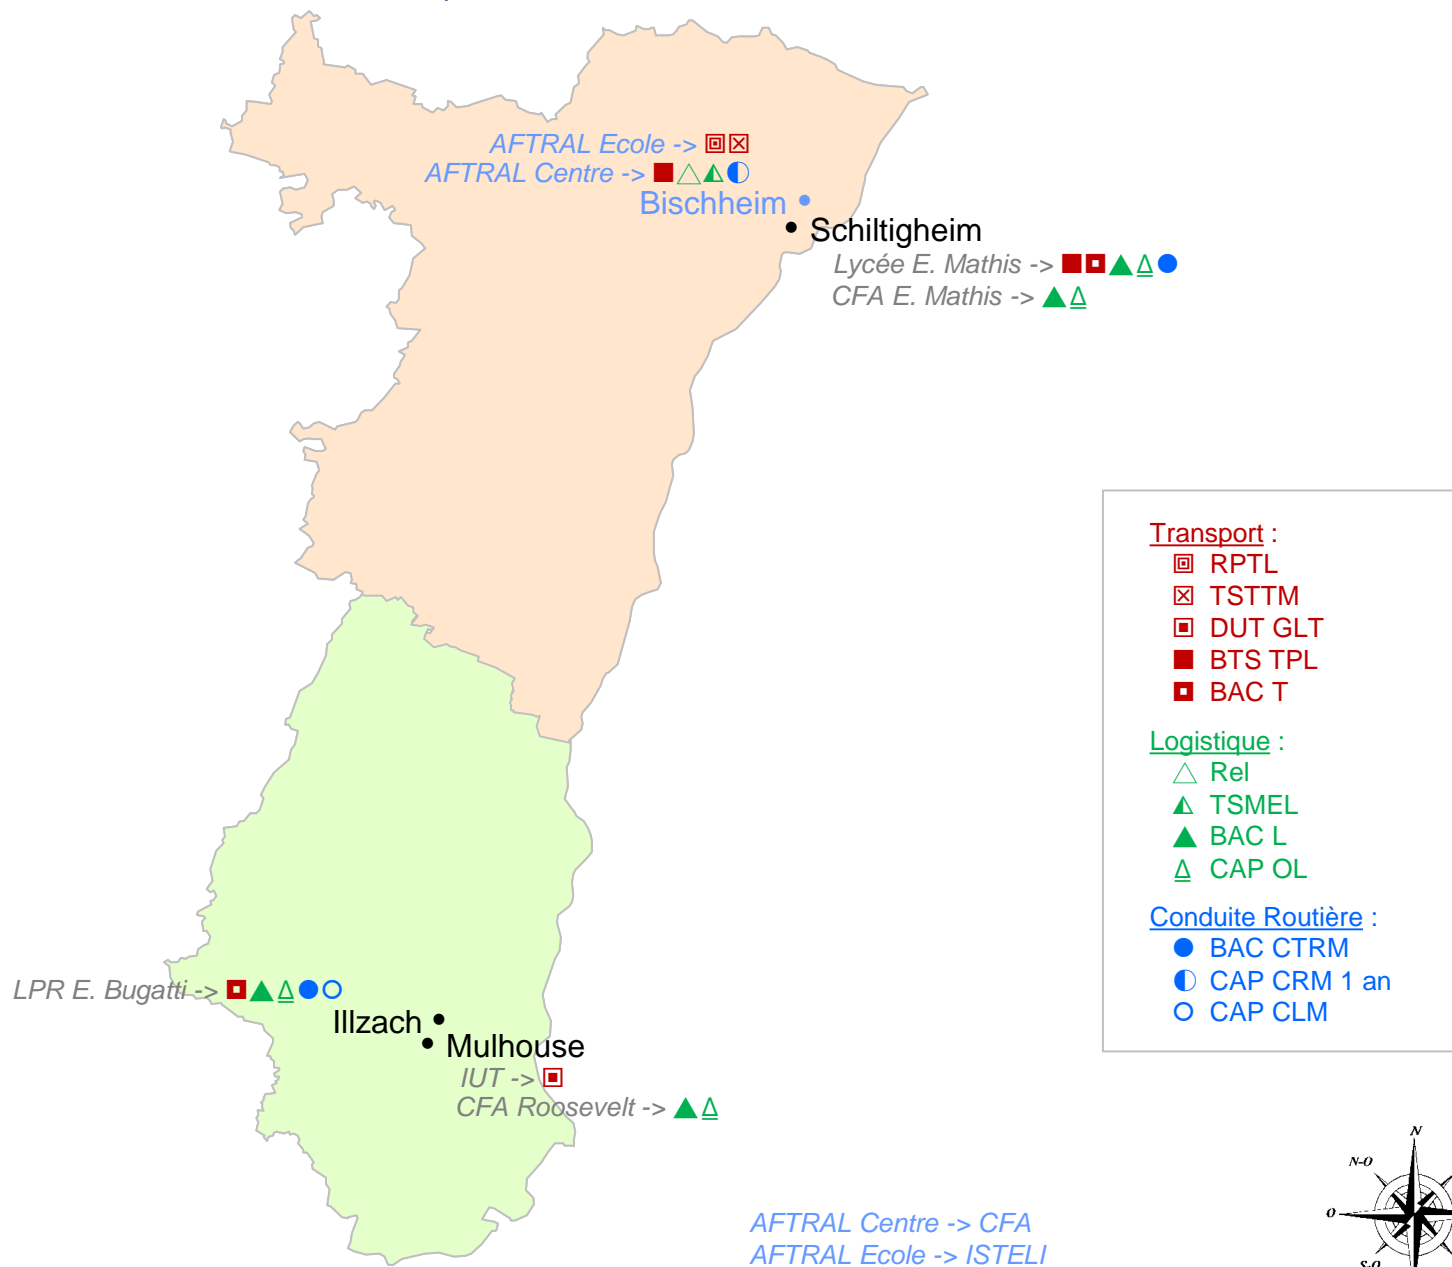 AFTRAL Ecole ->
AFTRAL Centre ->
Bischheim
Schiltigheim
Lycée E. Mathis ->
CFA E. Mathis ->
Transport :
RPTL
TSTTM
DUT GLT
BTS TPL
BAC T
Logistique :
Rel
TSMEL
BAC L
CAP OL
Conduite Routière :
BAC CTRM
CAP CRM 1 an
CAP CLM
LPR E. Bugatti ->
Illzach
Mulhouse
IUT ->
CFA Roosevelt ->
AFTRAL Centre -> CFA
AFTRAL Ecole -> ISTELI
N
N-O
O
S-O